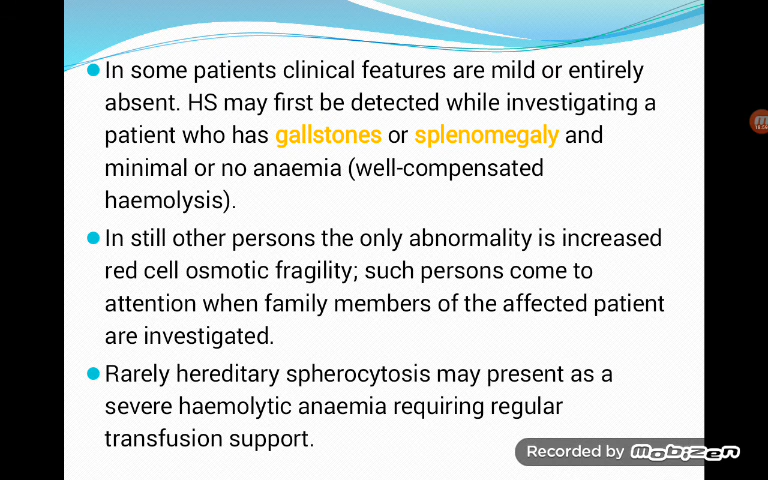 In some patients clinical features are mild or entirely
absent. HS may first be detected while investigating a
patient who has gallstones or splenomegaly and
minimal or no anaemia (well-compensated
haemolysis).
In still other persons the only abnormality is increased
red cell osmotic fragility; such persons come to
attention when family members of the affected patient
are investigated.
Rarely hereditary spherocytosis may present as a
severe haemolytic anaemia requiring regular
transfusion support.
Recorded by mobizen